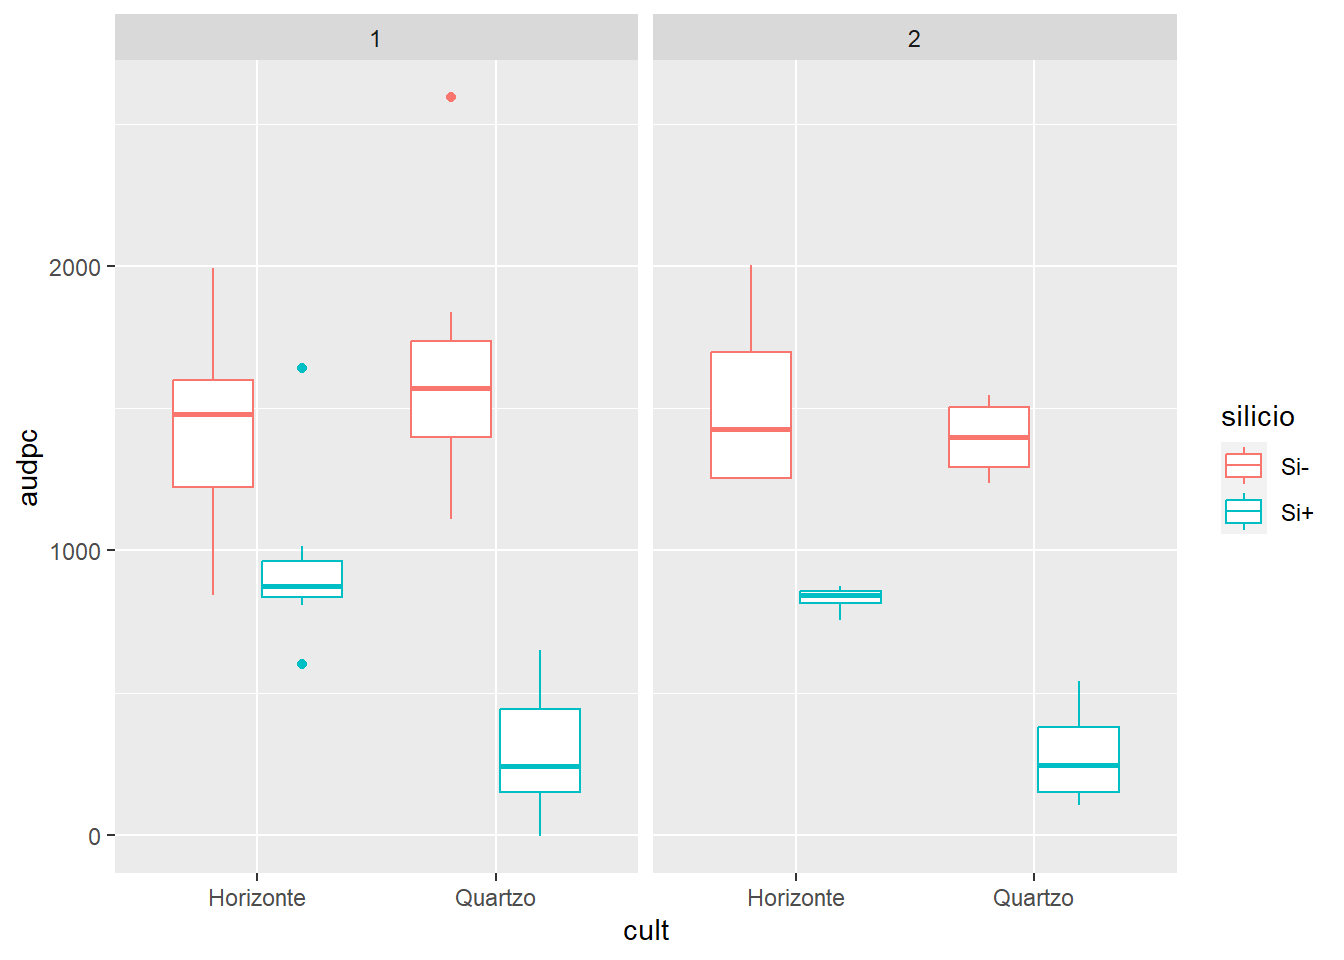 1
2
audpc
2000
1000
0
Horizonte
Quartzo
Horizonte
Quartzo
cult
silicio
Si-
Si+